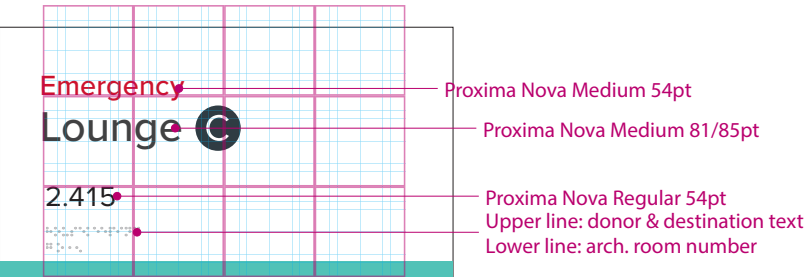 Emergency
Proxima Nova Medium 54pt
Lounge C
Proxima Nova Medium 81/85pt
2.415
Proxima Nova Regular 54pt
Upper line: donor & destination text
Lower line: arch. room number